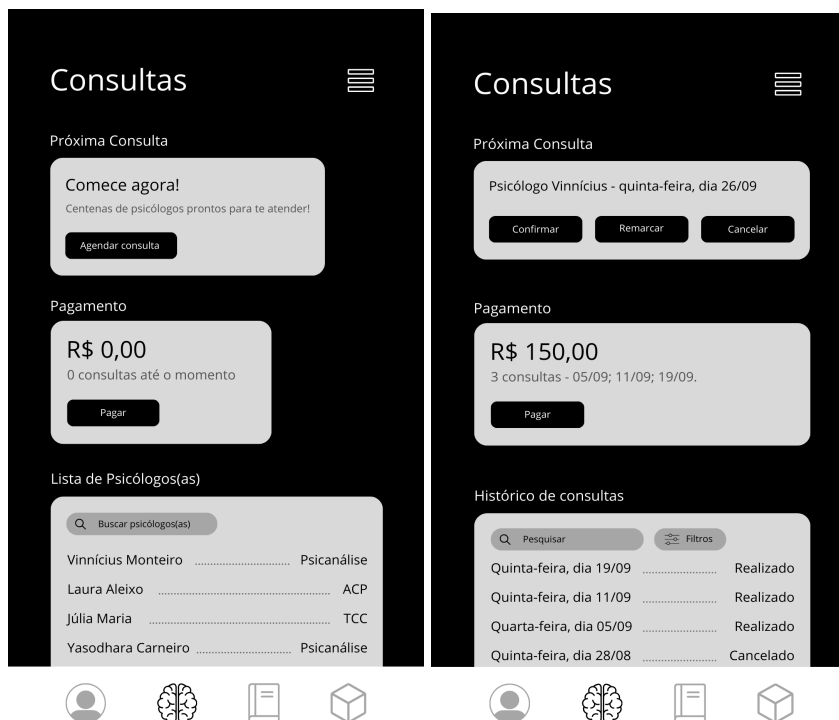 Consultas
Próxima Consulta
Comece agora!
Centenas de psicólogos prontos para te atender!
Agendar consulta
Pagamento
R$ 0,00
0 consultas até o momento
Pagar
Lista de Psicólogos(as)
Buscar psicólogos(as)
Vinnícius Monteiro ........................... Psicanálise
Laura Aleixo ................................................. ACP
Júlia Maria .................................................... TCC
Yasodhara Carneiro ........................... Psicanálise
Consultas
Próxima Consulta
Psicólogo Vinnícius - quinta-feira, dia 26/09
Confirmar Remarcar Cancelar
Pagamento
R$ 150,00
3 consultas - 05/09; 11/09; 19/09.
Pagar
Histórico de consultas
Pesquisar Filtros
Quinta-feira, dia 19/09 ..................... Realizado
Quinta-feira, dia 11/09 ..................... Realizado
Quarta-feira, dia 05/09 ..................... Realizado
Quinta-feira, dia 28/08 ..................... Cancelado